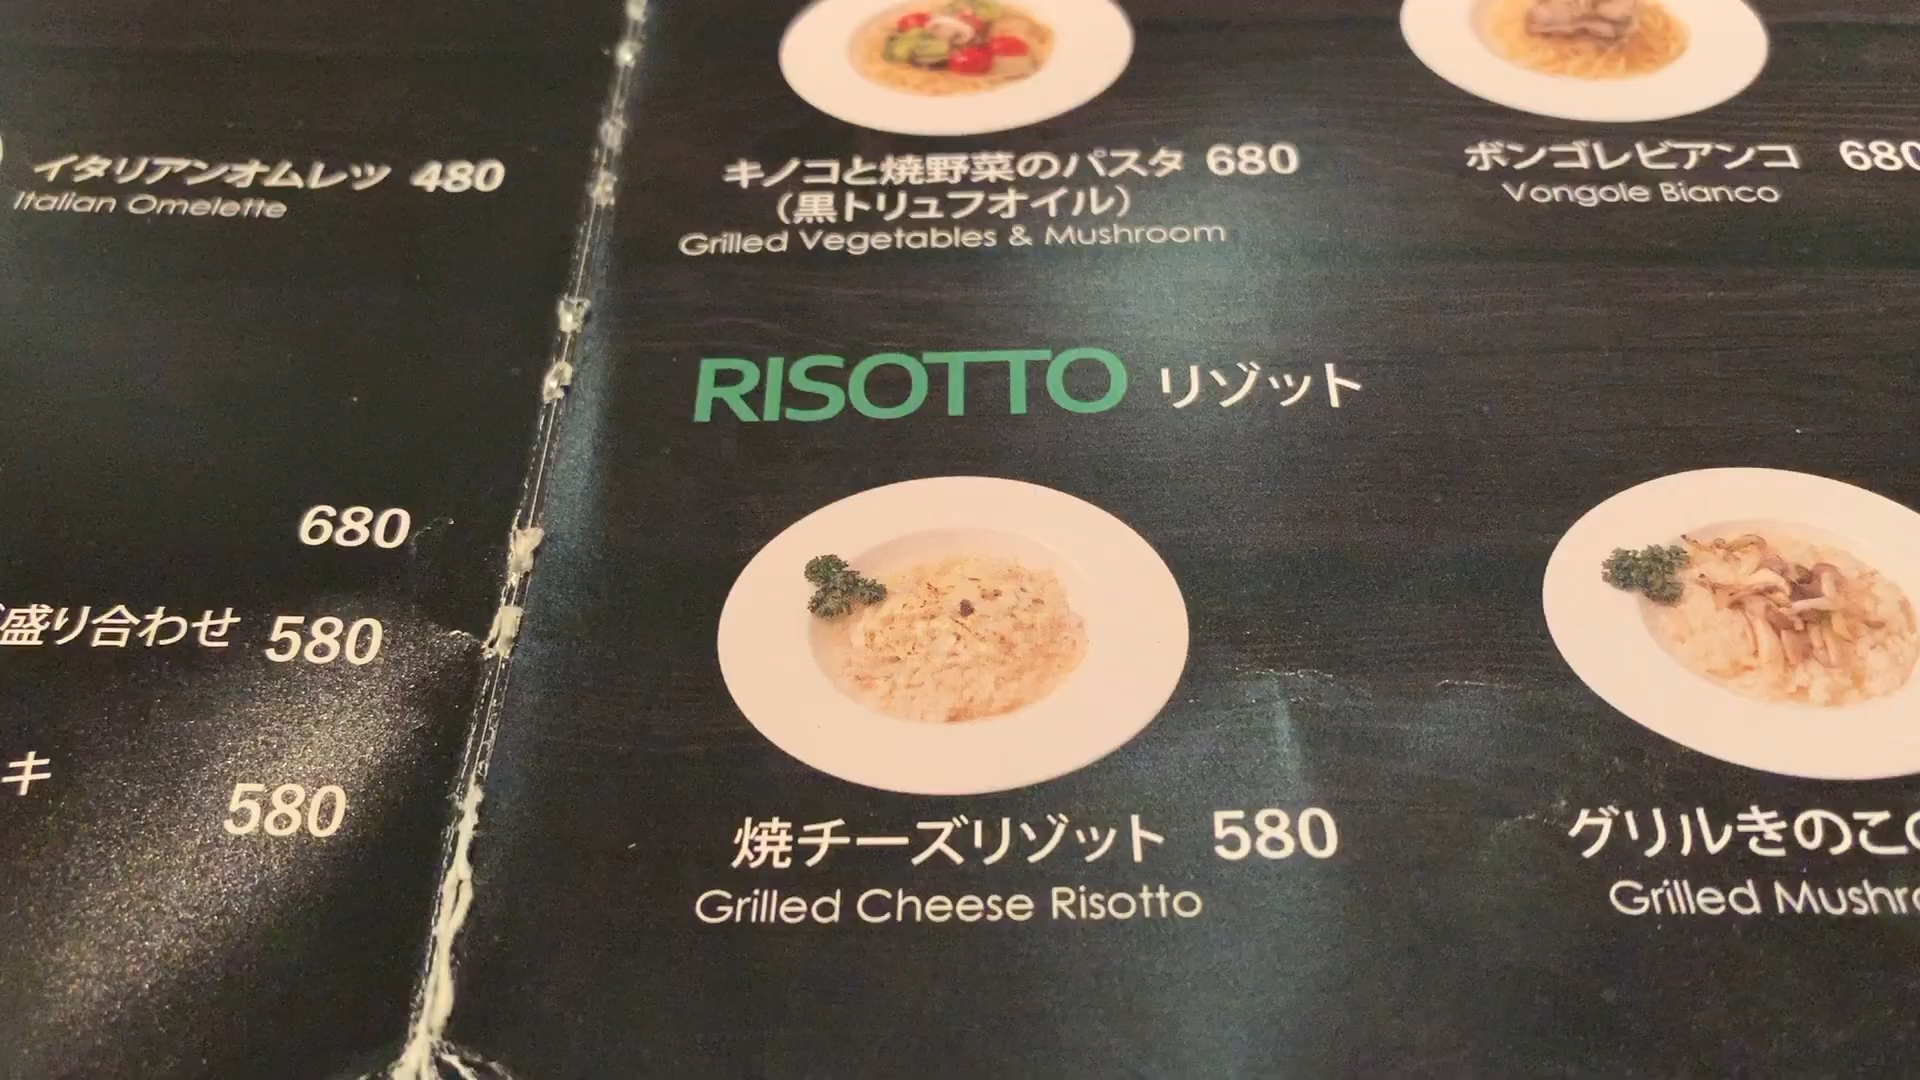 イタリアンオムレツ 480
Italian Omelette
680
盛り合わせ 580
キ
580
キノコと焼野菜のパスタ 680
(黒トリュフオイル)
Grilled Vegetables & Mushroom
ボンゴレビアンコ 680
Vongole Bianco
RISOTTO リゾット
焼チーズリゾット 580
Grilled Cheese Risotto
グリルきのこ
Grilled Mushr